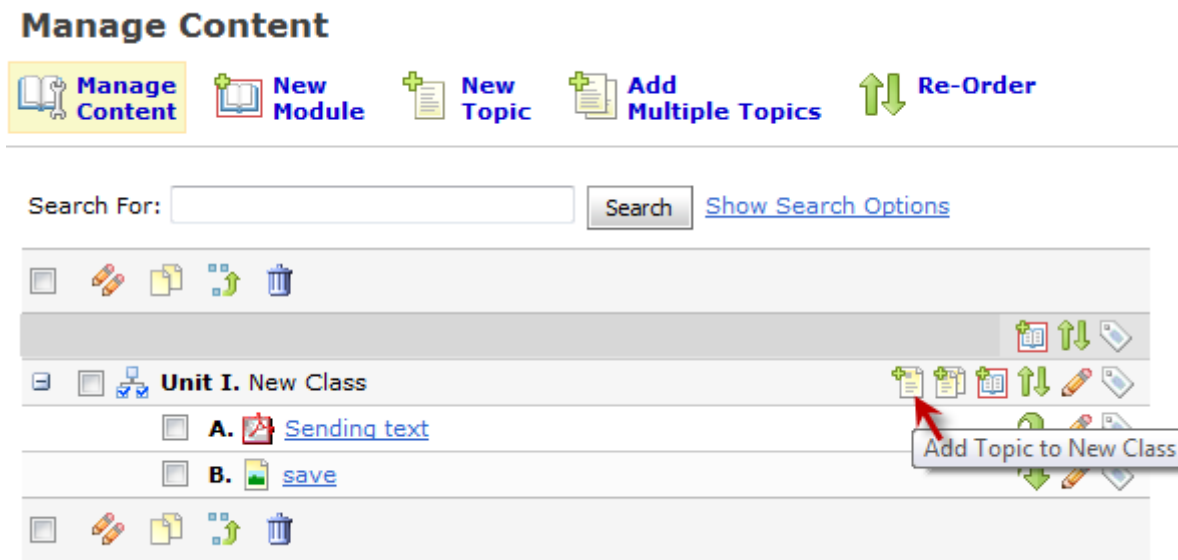 Manage Content
Manage Content
New Module
New Topic
Add Multiple Topics
Re-Order
Search For:
Search
Show Search Options
Unit I. New Class
A. Sending text
Add Topic to New Class
B. save